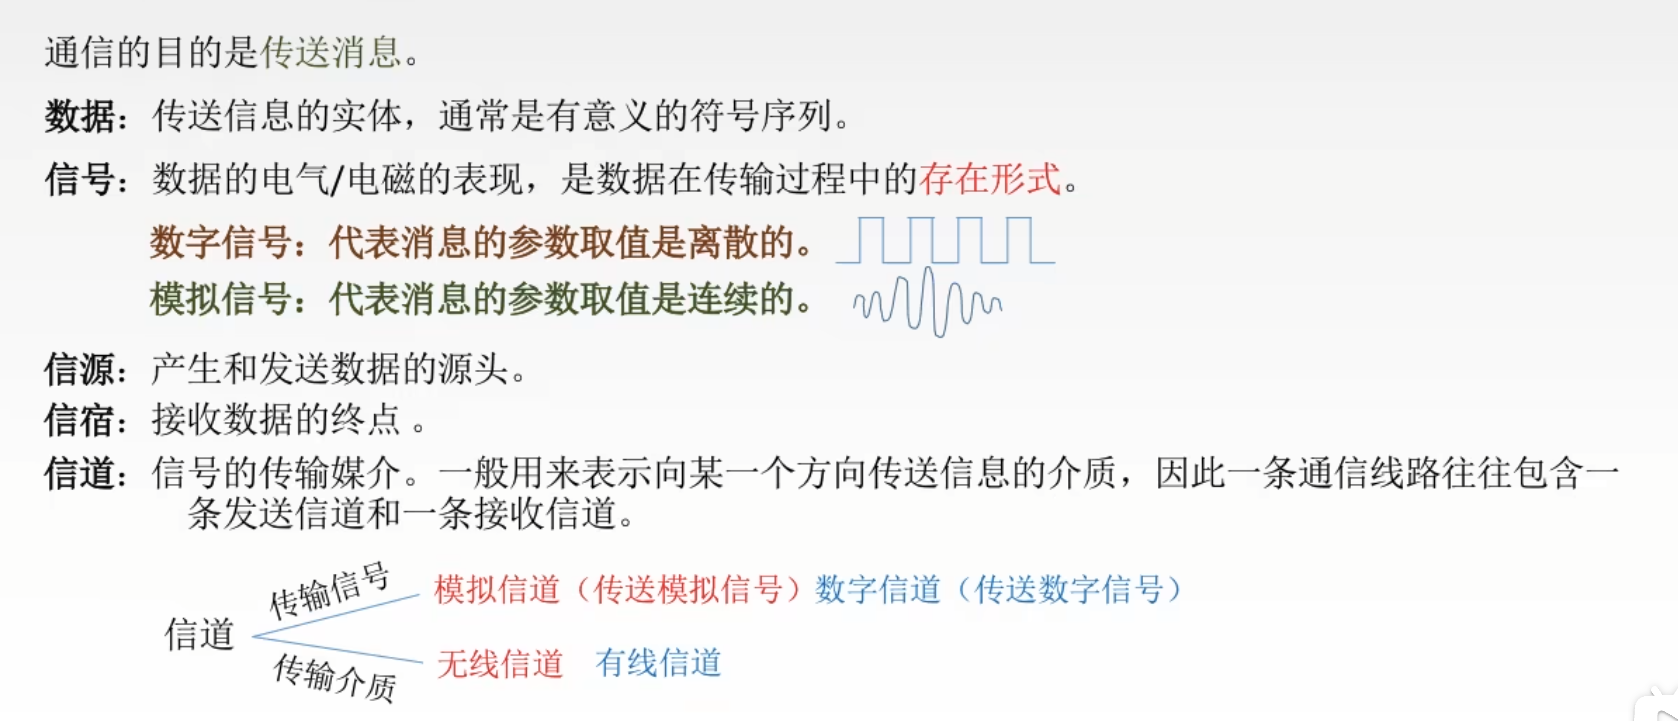 通信的目的是传送消息。
数据：传送信息的实体，通常是有意义的符号序列。
信号：数据的电气/电磁的表现，是数据在传输过程中的存在形式。
数字信号：代表消息的参数取值是离散的。
模拟信号：代表消息的参数取值是连续的。
信源：产生和发送数据的源头。
信宿：接收数据的终点 。
信道：信号的传输媒介。一般用来表示向某一个方向传送信息的介质，因此一条通信线路往往包含一
条发送信道和一条接收信道。
传输信号
模拟信道（传送模拟信号）数字信道（传送数字信号）
信道
传输介质
无线信道 有线信道